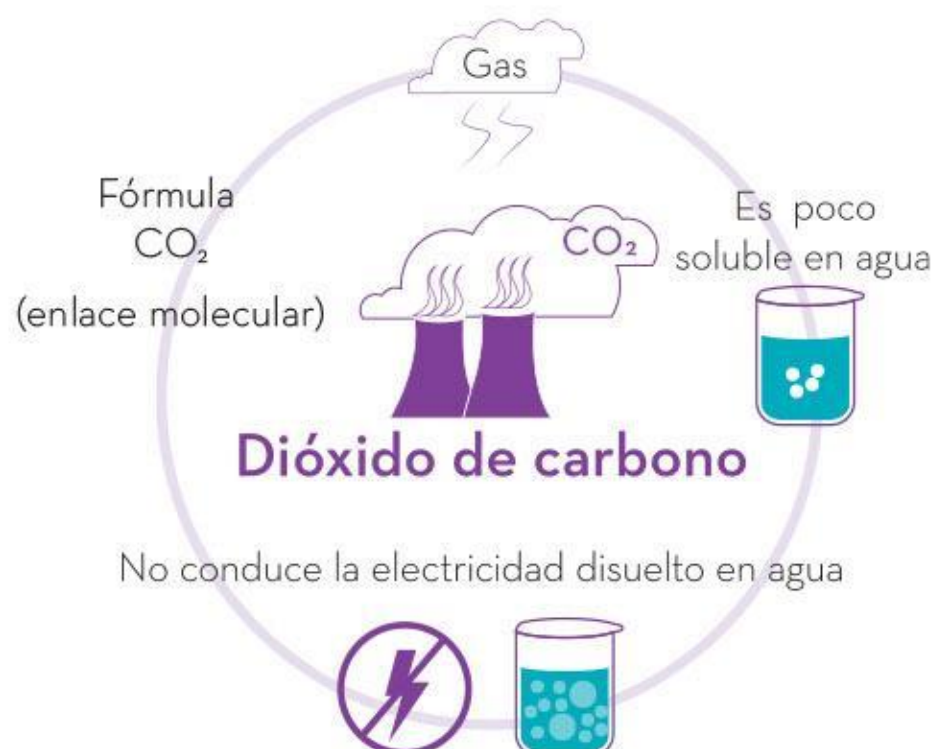 Gas
Fórmula
CO₂
(enlace molecular)
CO₂
Es poco
soluble en agua
Dióxido de carbono
No conduce la electricidad disuelto en agua